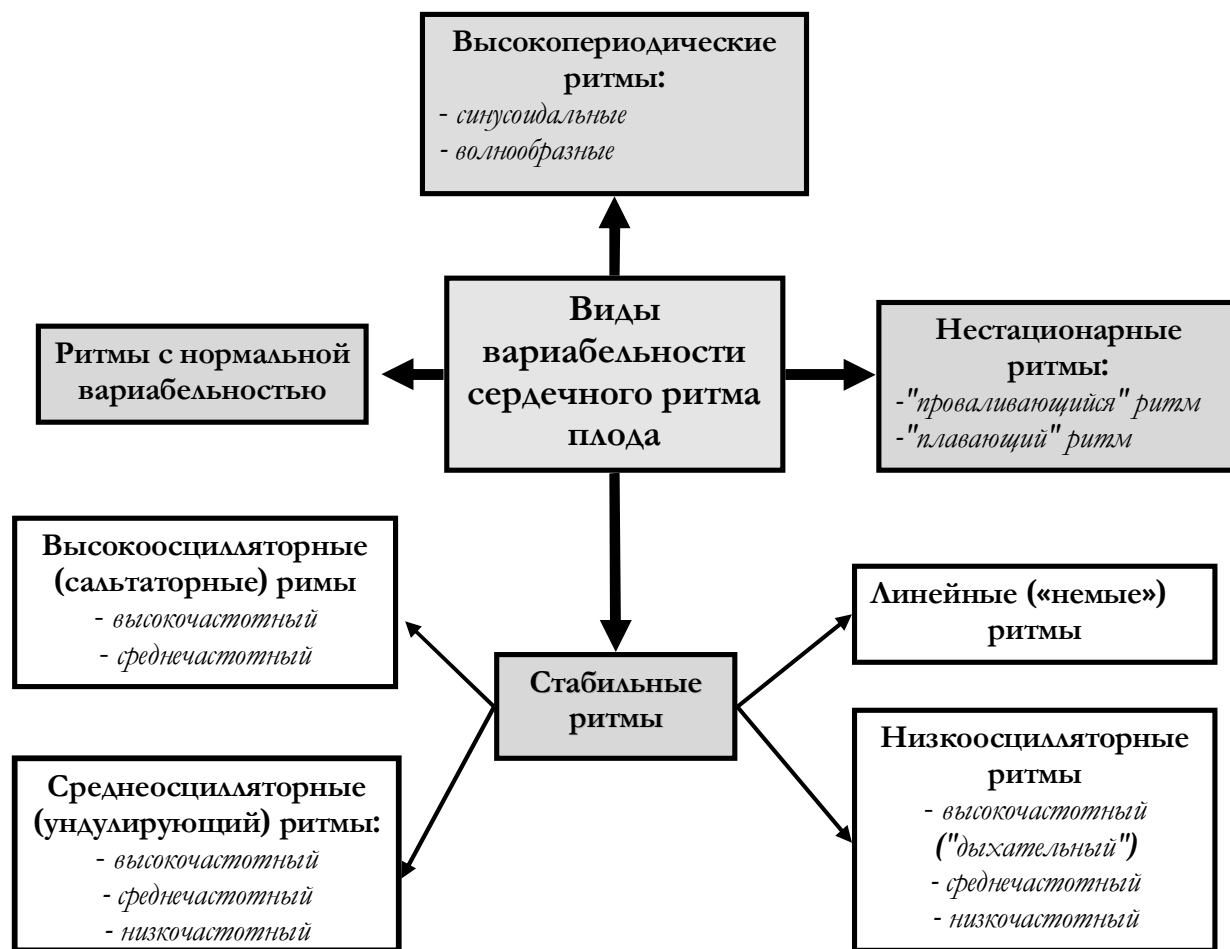 Высокопериодические
ритмы:
- синусоидальные
- волнообразные
Виды
вариабельности
сердечного ритма
плода
Ритмы с нормальной
вариабельностью
Нестационарные
ритмы:
-"проваливающийся" ритм
-"плавающий" ритм
Высокоосцилляторные
(сальтаторные) римы
- высокочастотный
- среднечастотный
Линейные («немые»)
ритмы
Стабильные
ритмы
Среднеосцилляторные
(ундулирующий) ритмы:
- высокочастотный
- среднечастотный
- низкочастотный
Низкоосцилляторные
ритмы
- высокочастотный
("дыхательный")
- среднечастотный
- низкочастотный